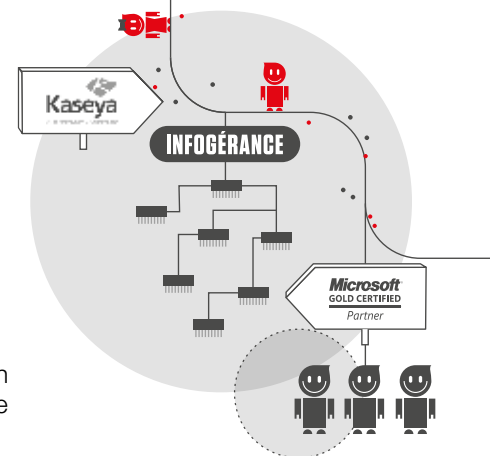 Kaseya
INFOGÉRANCE
Microsoft
GOLD CERTIFIED
Partner
n
e